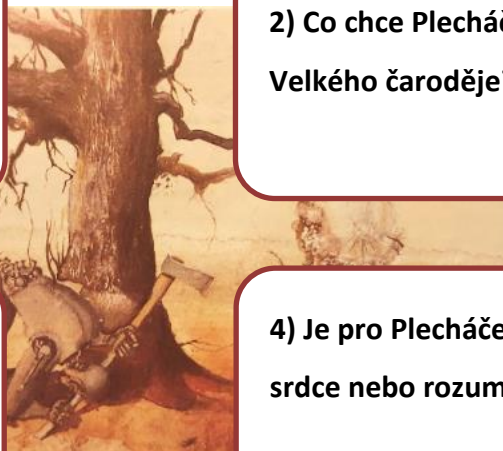 2) Co chce Plecháč
Velkého čaroděje
4) Je pro Plecháče
srdce nebo rozum